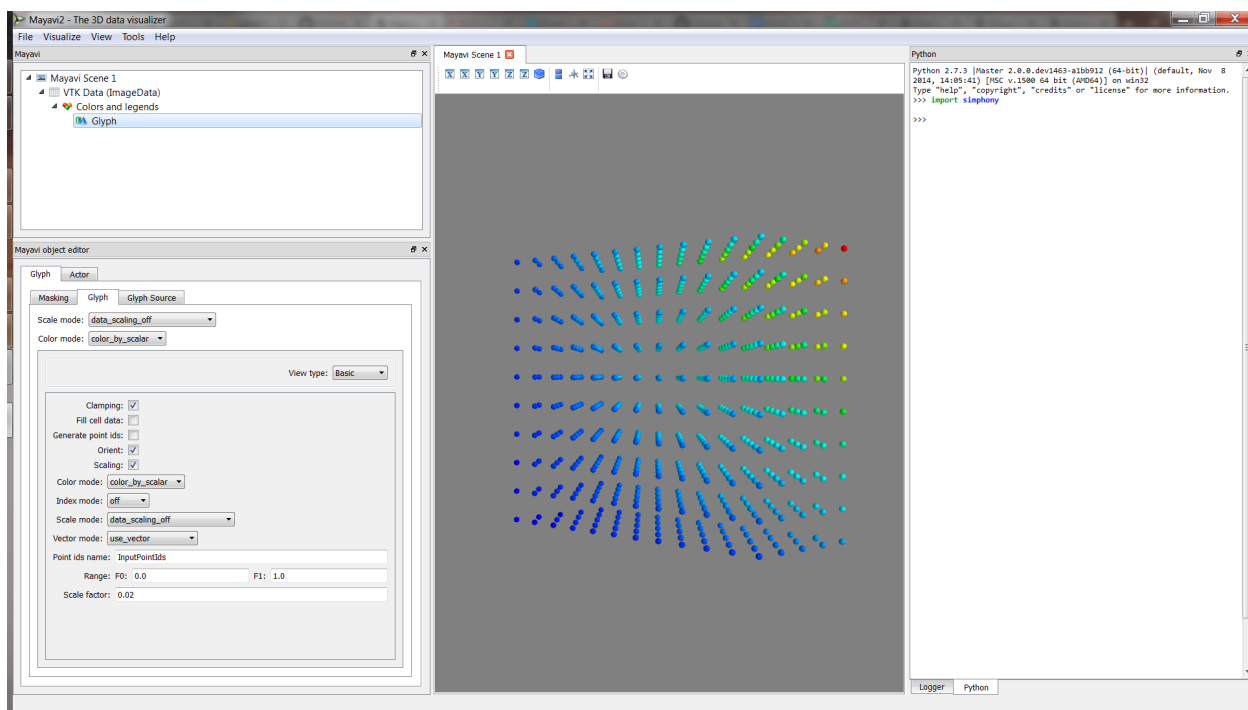 Mayavi2 - The 3D data visualizer
File Visualize View Tools Help
Mayavi
Mayavi Scene 1
VTK Data (ImageData)
Colors and legends
Glyph
Mayavi object editor
Glyph Actor
Masking Glyph Glyph Source
Scale mode: data_scaling_off
Color mode: color_by_scalar
View type: Basic
Clamping:
Fill cell data:
Generate point ids:
Orient:
Scaling:
Color mode: color_by_scalar
Index mode: off
Scale mode: data_scaling_off
Vector mode: use_vector
Point ids name: InputPointIds
Range: F0: 0.0 F1: 1.0
Scale factor: 0.02
Mayavi Scene 1
X X Y Y Z Z
Python
Python 2.7.3 |Master 2.0.0.dev1463-a1bb912 (64-bit)| (default, Nov 8
2014, 14:05:41) [MSC v.1500 64 bit (AMD64)] on win32
Type "help", "copyright", "credits" or "license" for more information.
>>> import simphony
>>>
Logger Python